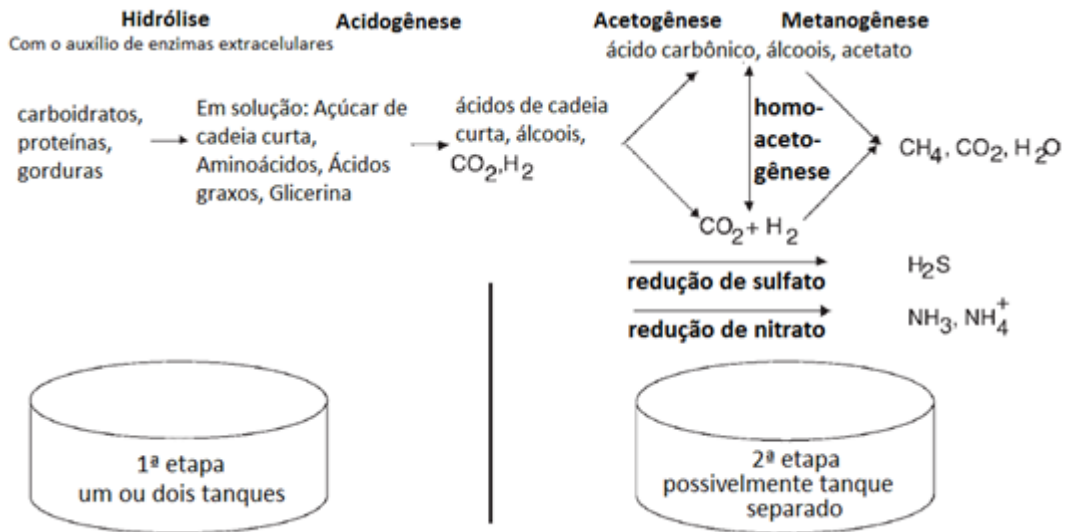 Hidrólise
Acidogênese
Acetogênese
Metanogênese
Com o auxílio de enzimas extracelulares
ácido carbônico, álcoois, acetato
carboidratos,
proteínas,
gorduras
Em solução: Açúcar de
cadeia curta,
Aminoácidos, Ácidos
graxos, Glicerina
ácidos de cadeia
curta, álcoois,
CO₂,H₂
homo-
aceto-
gênese
CH₄, CO₂, H₂O
CO₂+ H₂
redução de sulfato
H₂S
redução de nitrato
NH₃, NH₄⁺
1ª etapa
um ou dois tanques
2ª etapa
possivelmente tanque
separado